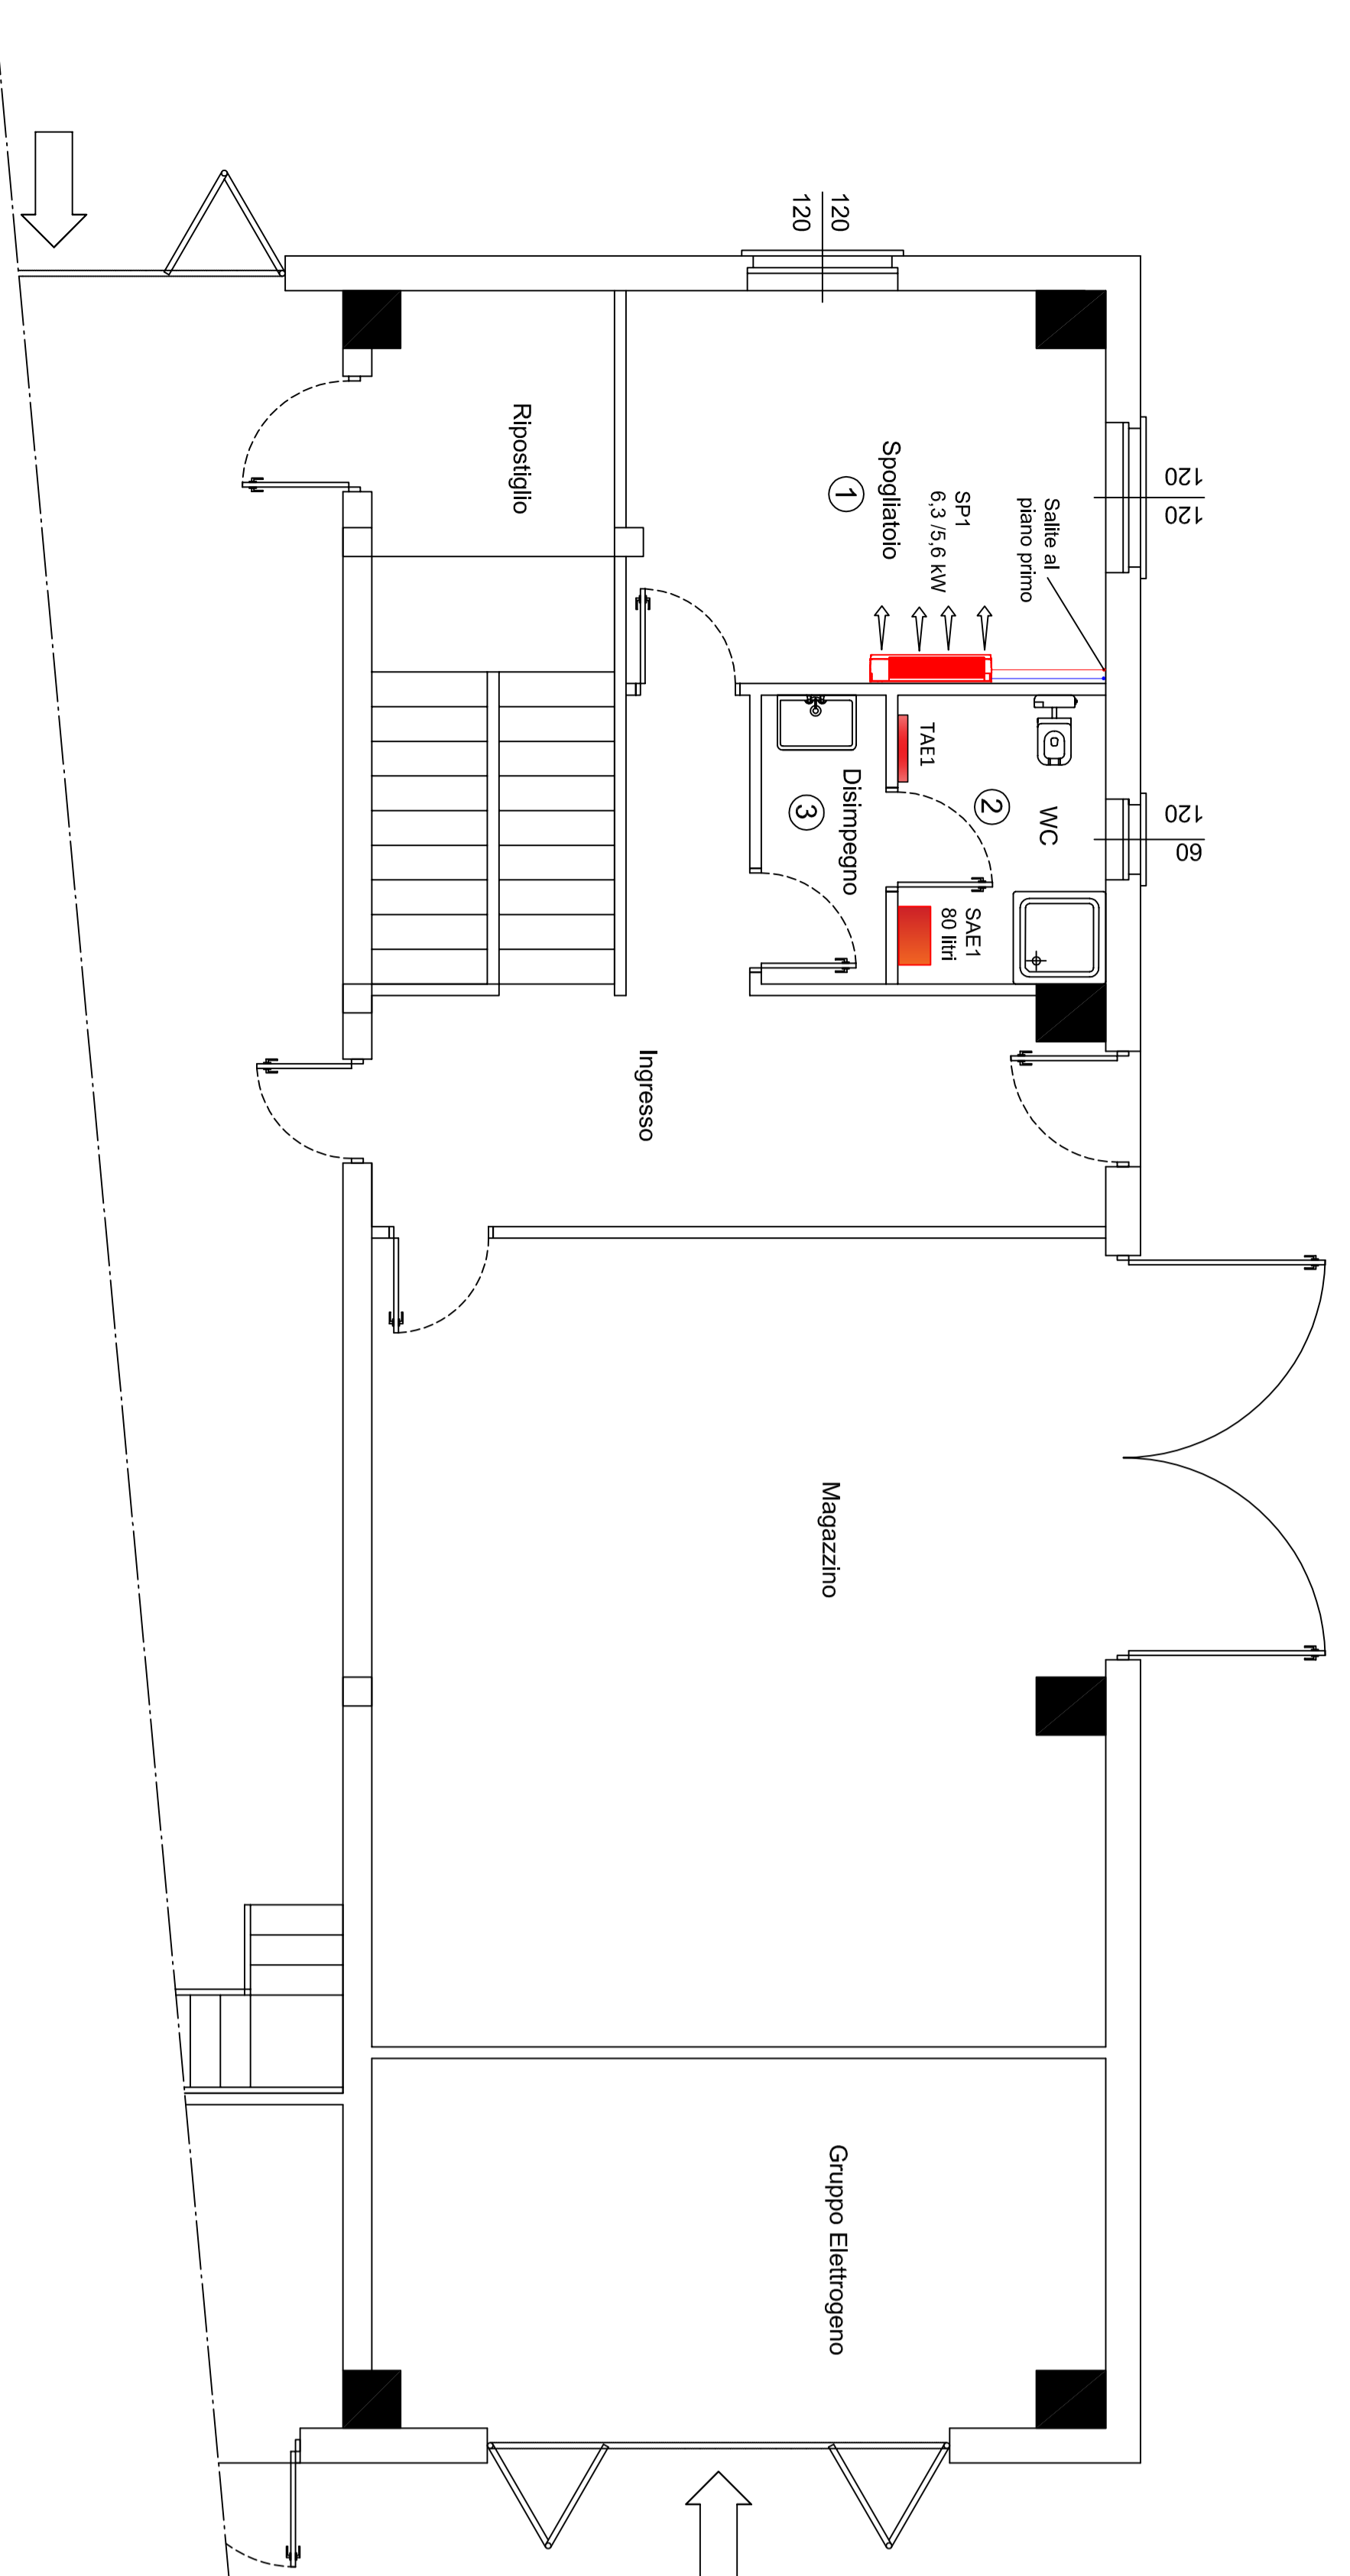 120
120
120
120
120
60
Salite al
piano primo
SP1
6,3 /5,6 kW
Spogliatoio
1
Ripostiglio
TAE1
WC
2
Disimpegno
3
SAE1
80 litri
Ingresso
Magazzino
Gruppo Elettrogeno